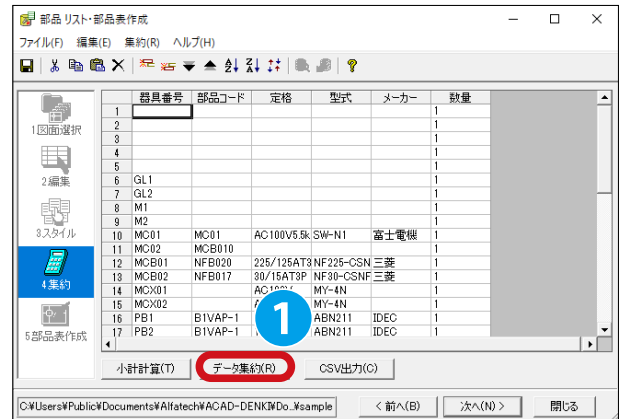 部品 リスト・部品表作成
ファイル(F) 編集(E) 集約(R) ヘルプ(H)
1図面選択
2編集
3.スタイル
4.集約
5部品表作成
器具番号 部品コード 定格 型式 メーカー 数量
1 1
2 1
3 1
4 1
5 1
6 GL1 1
7 GL2 1
8 M1 1
9 M2 1
10 MC01 MC01 AC100V5.5k SW-N1 富士電機 1
11 MC02 MCB010 1
12 MCB01 NFB020 225/125AT3 NF225-CSN 三菱 1
13 MCB02 NFB017 30/15AT3P NF30-CSNF 三菱 1
14 MCX01 MY-4N 1
15 MCX02 MY-4N 1
16 PB1 B1VAP-1 ABN211 IDEC 1
17 PB2 B1VAP-1 ABN211 IDEC 1
1
小計計算(T) データ集約(R) CSV出力(C)
C:¥Users¥Public¥Documents¥Alfatech¥ACAD-DENKI¥Do..¥sample < 前へ(B) 次へ(N) > 閉じる